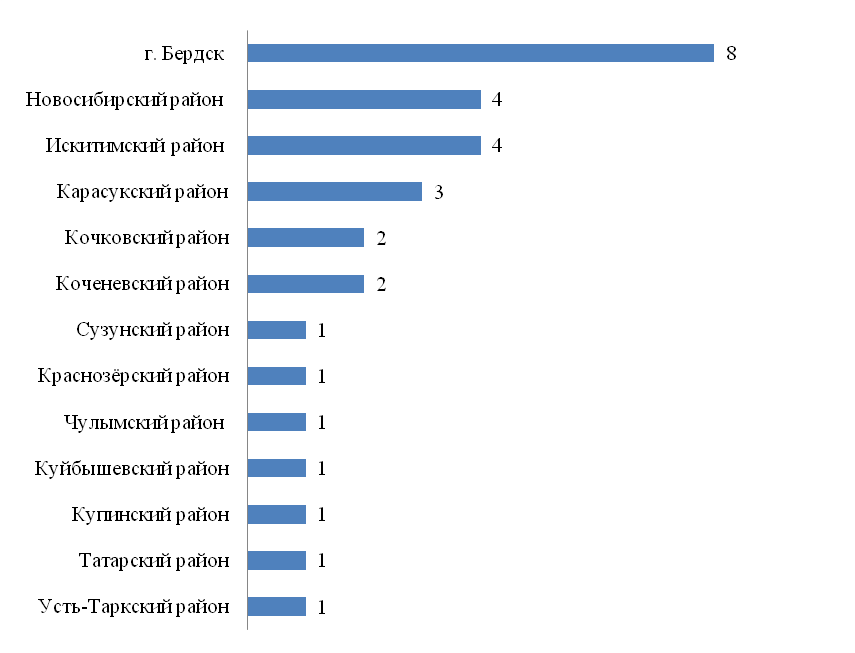 г. Бердск 8
Новосибирский район 4
Искитимский район 4
Карасукский район 3
Кочковский район 2
Коченевский район 2
Сузунский район 1
Краснозёрский район 1
Чулымский район 1
Куйбышевский район 1
Купинский район 1
Татарский район 1
Усть-Таркский район 1